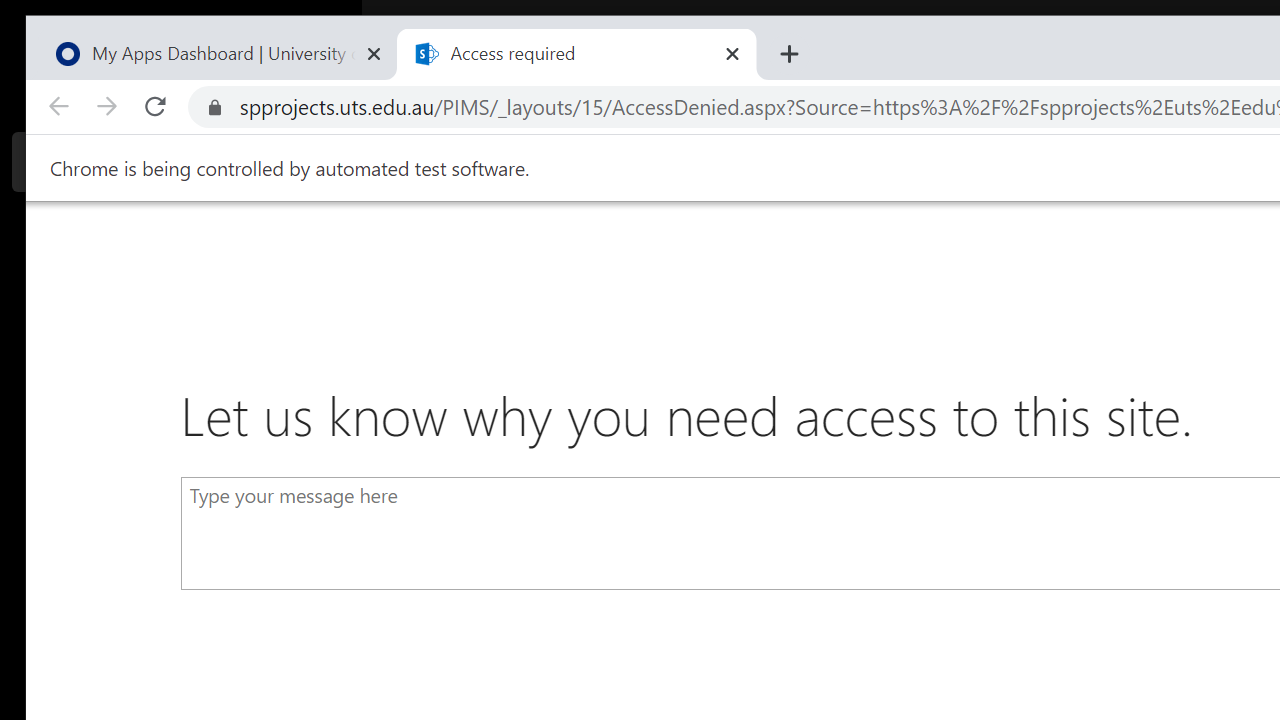 My Apps Dashboard | University
Access required
spprojects.uts.edu.au/PIMS/_layouts/15/AccessDenied.aspx?Source=https%3A%2F%2Fspprojects%2Euts%2Eedu%
Chrome is being controlled by automated test software.
Let us know why you need access to this site.
Type your message here